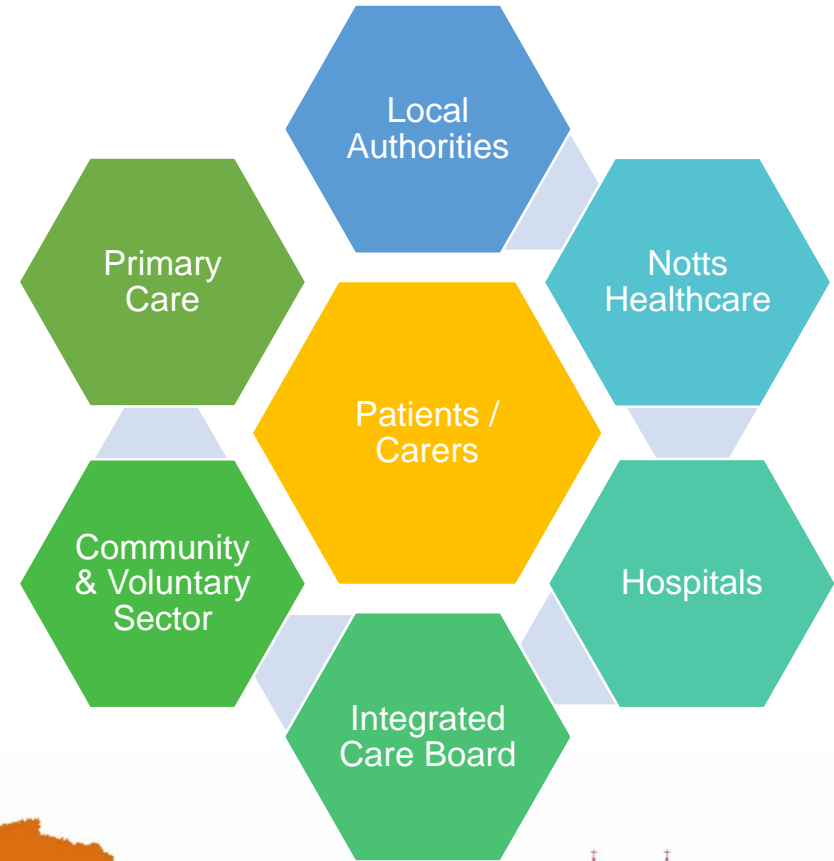 Local
Authorities
Notts
Healthcare
Hospitals
Integrated
Care Board
Community
& Voluntary
Sector
Primary
Care
Patients /
Carers